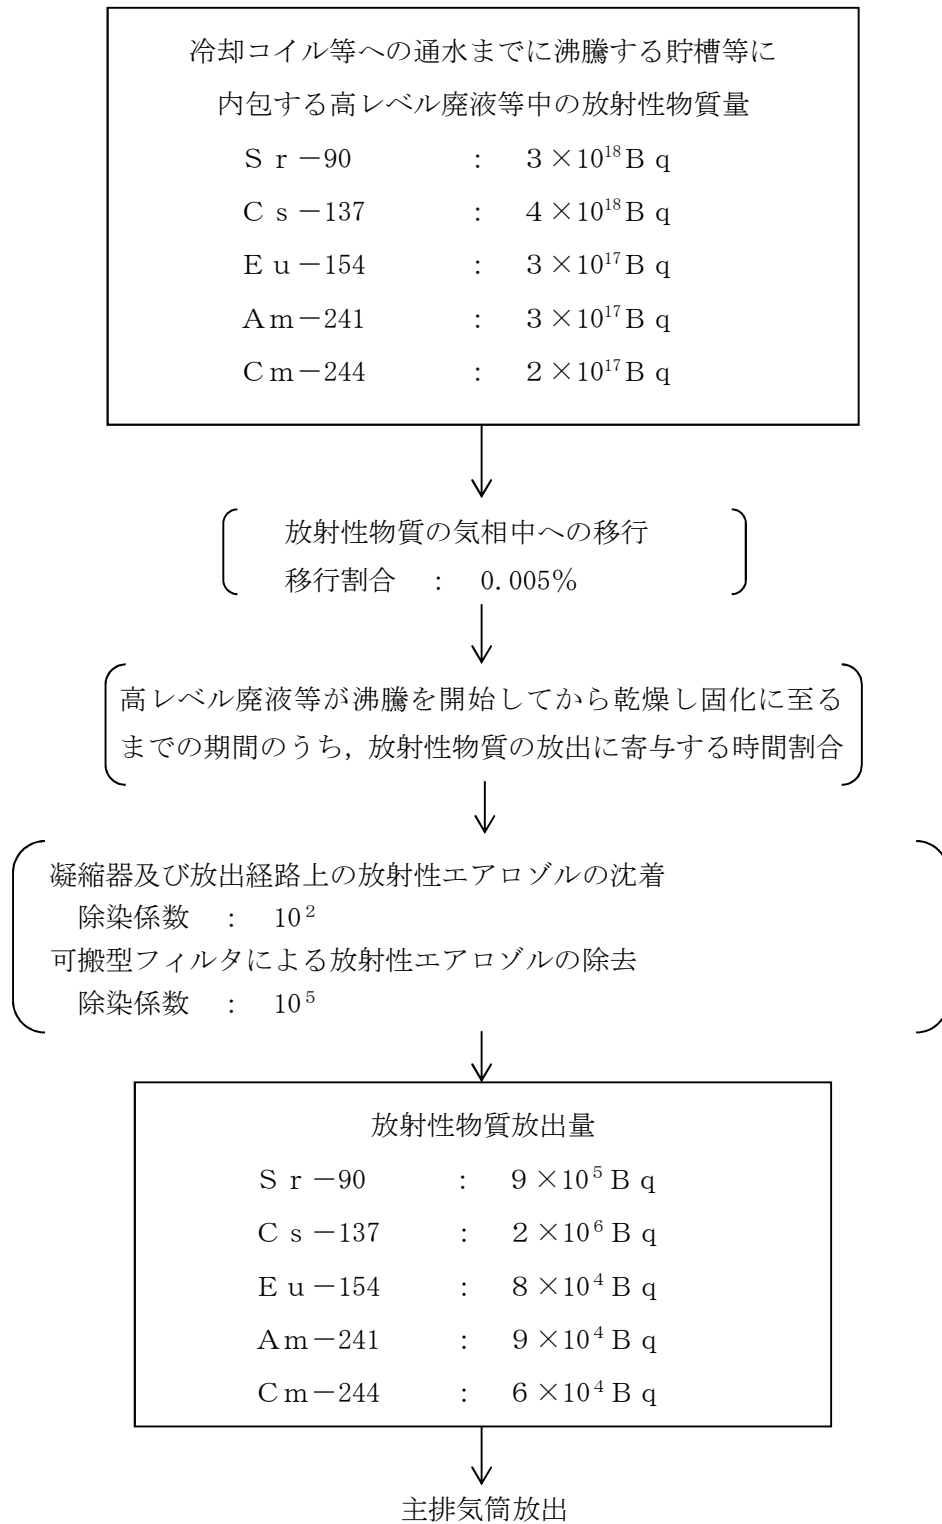 冷却コイル等への通水までに沸騰する貯槽等に
内包する高レベル廃液等中の放射性物質量
Ｓｒ－90 : 3×10¹⁸Ｂｑ
Ｃｓ－137 : 4×10¹⁸Ｂｑ
Ｅｕ－154 : 3×10¹⁷Ｂｑ
Ａｍ－241 : 3×10¹⁷Ｂｑ
Ｃｍ－244 : 2×10¹⁷Ｂｑ
放射性物質の気相中への移行
移行割合 : 0.005％
高レベル廃液等が沸騰を開始してから乾燥し固化に至る
までの期間のうち，放射性物質の放出に寄与する時間割合
凝縮器及び放出経路上の放射性エアロゾルの沈着
除染係数 : 10²
可搬型フィルタによる放射性エアロゾルの除去
除染係数 : 10⁵
放射性物質放出量
Ｓｒ－90 : 9×10⁵Ｂｑ
Ｃｓ－137 : 2×10⁶Ｂｑ
Ｅｕ－154 : 8×10⁴Ｂｑ
Ａｍ－241 : 9×10⁴Ｂｑ
Ｃｍ－244 : 6×10⁴Ｂｑ
主排気筒放出